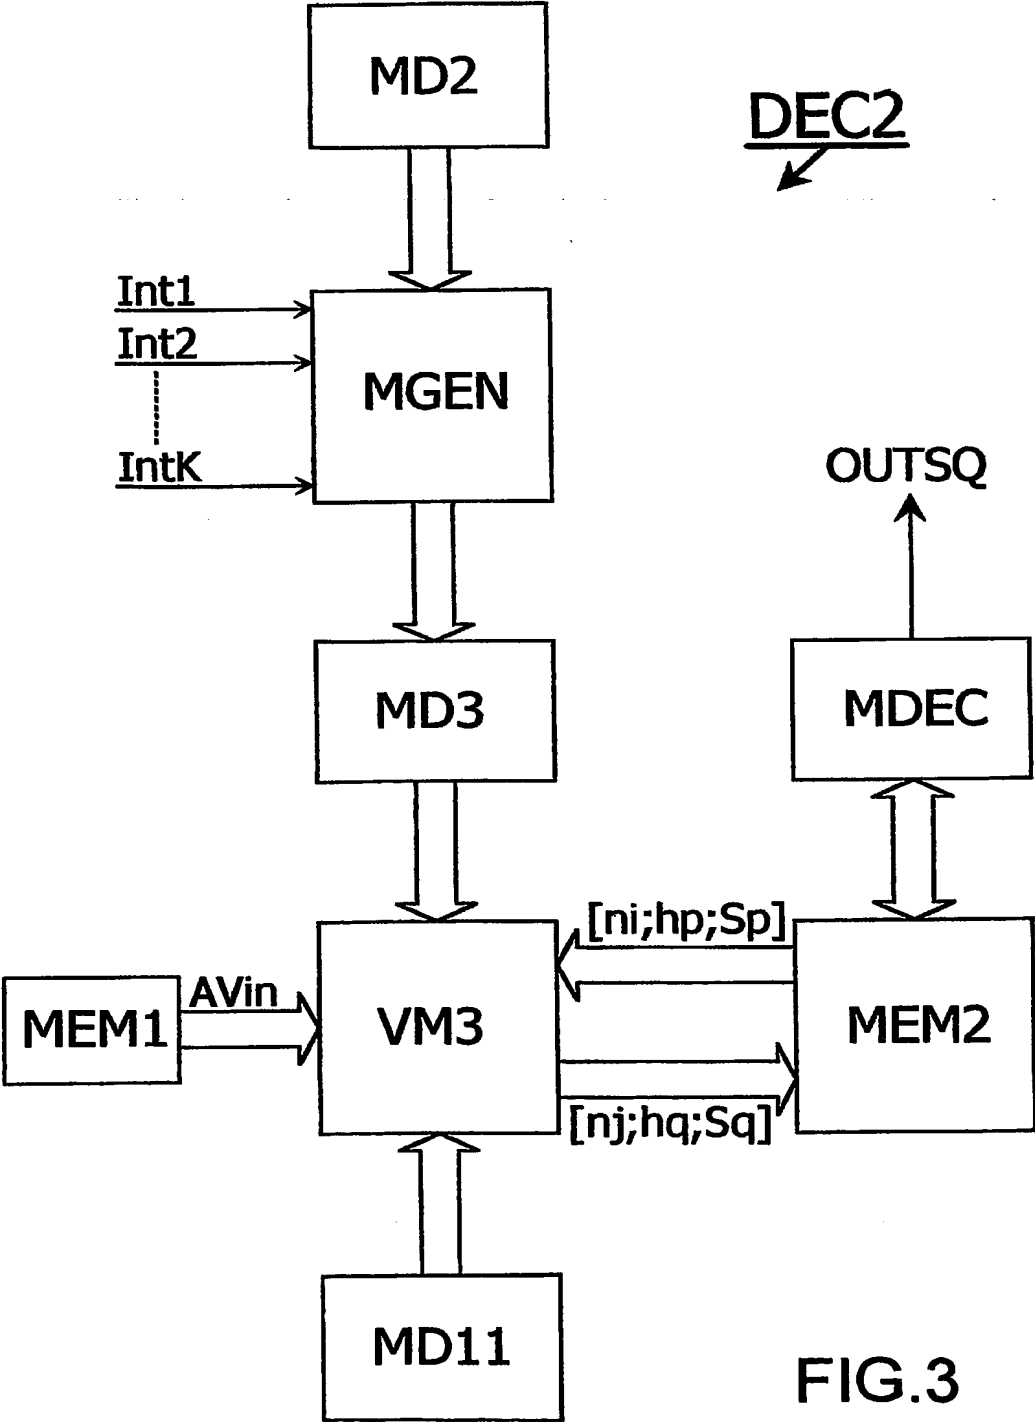 MD2
DEC2
Int1
Int2
MGEN
IntK
OUTSQ
MD3
MDEC
[ni;hp;Sp]
AVin
MEM1
VM3
MEM2
[nj;hq;Sq]
MD11
FIG.3